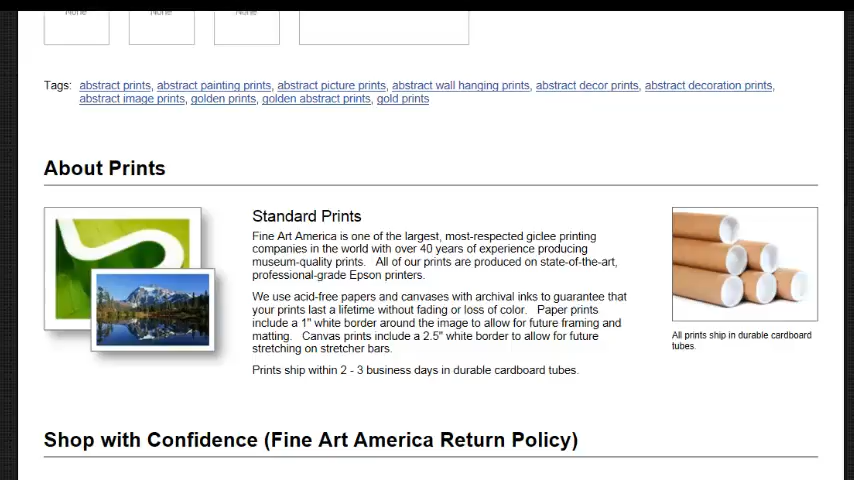 None None None
Tags: abstract prints, abstract painting prints, abstract picture prints, abstract wall hanging prints, abstract decor prints, abstract decoration prints,
abstract image prints, golden prints, golden abstract prints, gold prints
About Prints
Standard Prints
Fine Art America is one of the largest, most-respected giclee printing
companies in the world with over 40 years of experience producing
museum-quality prints. All of our prints are produced on state-of-the-art,
professional-grade Epson printers.
We use acid-free papers and canvases with archival inks to guarantee that
your prints last a lifetime without fading or loss of color. Paper prints
include a 1" white border around the image to allow for future framing and
matting. Canvas prints include a 2.5" white border to allow for future
stretching on stretcher bars.
Prints ship within 2 - 3 business days in durable cardboard tubes.
All prints ship in durable cardboard
tubes.
Shop with Confidence (Fine Art America Return Policy)